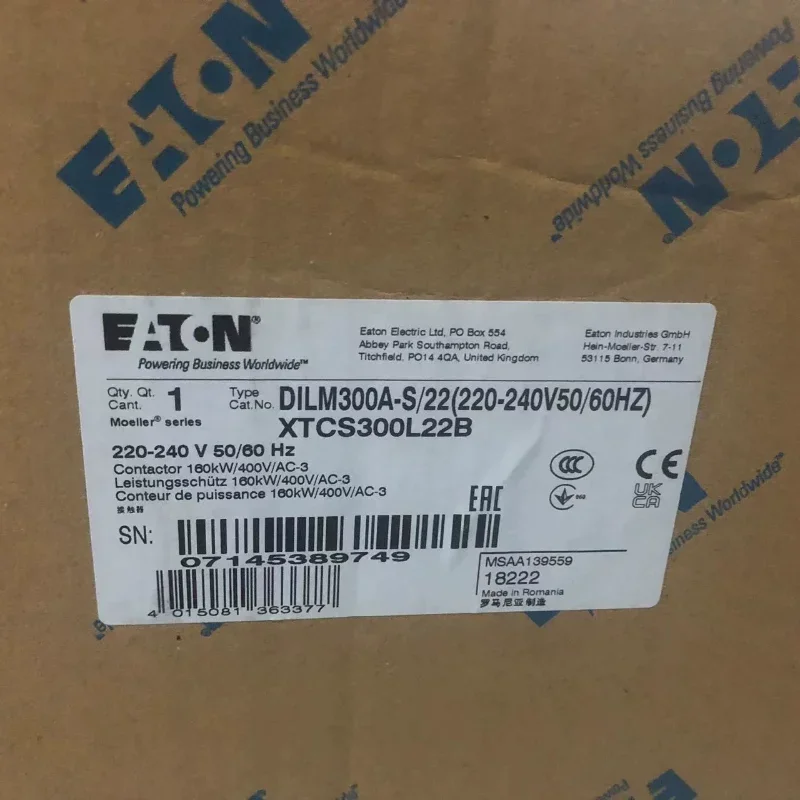 EATON
Powering Business Worldwide
EATON
Powering Business Worldwide"
EATON®
Powering Business Worldwide™
Eaton Electric Ltd, PO Box 554
Abbey Park Southampton Road,
Titchfield, PO14 4QA, United Kingdom
Eaton Industries GmbH
Hein-Moeller-Str. 7-11
53115 Bonn, Germany
Qty. Qt.
Cant. 1
Type
Cat.No. DILM300A-S/22(220-240V50/60HZ)
XTCS300L22B
Moeller® series
220-240 V 50/60 Hz
Contactor 160kW/400V/AC-3
Leistungsschütz 160kW/400V/AC-3
Conteur de puissance 160kW/400V/AC-3
接触器
CCC
CE
UK
CA
EAC
SN:
07145389749
4 015081 363377
MSAA139559
18222
Made in Romania
罗马尼亚制造
Business Worldwide"